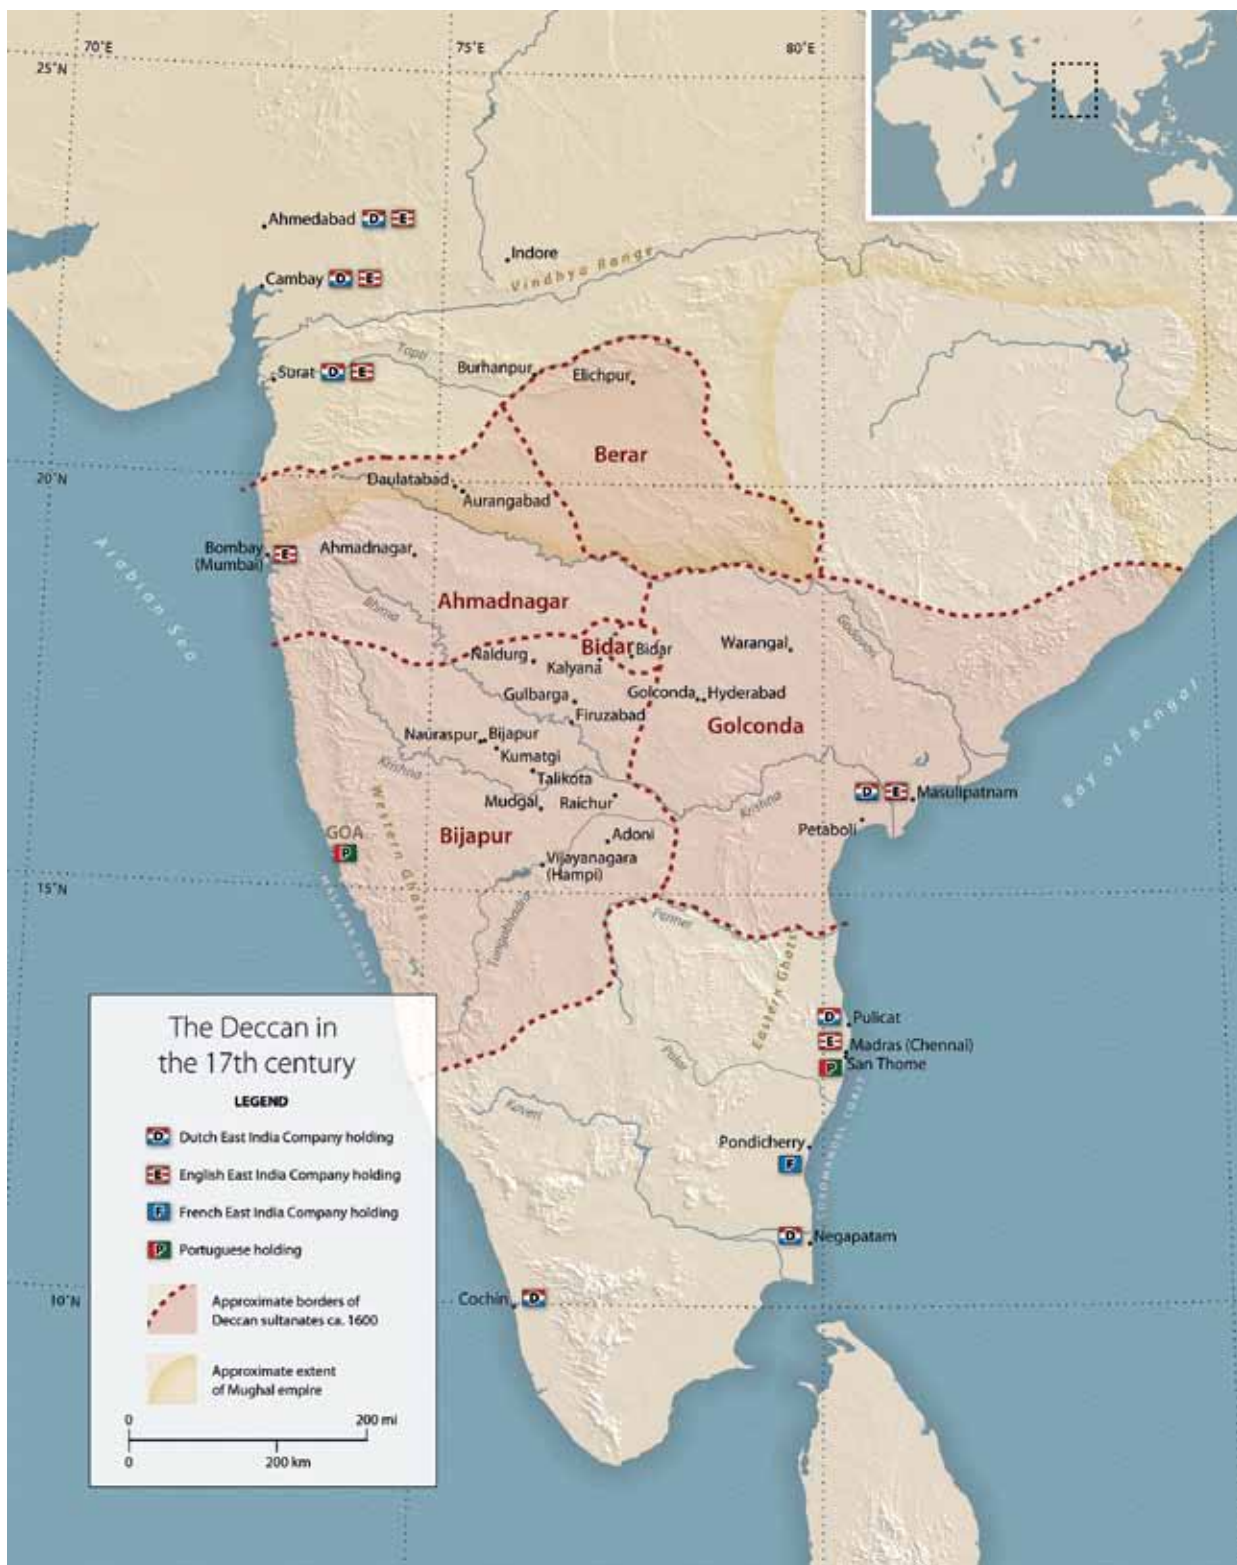 70°E
75°E
80°E
25°N
Ahmedabad D E
Indore
Vindhya Range
Cambay D E
Tapti
Surat D E
Burhanpur
Elichpur
Berar
20°N
Daulatabad
Aurangabad
Arabian Sea
Bombay
(Mumbai)
E
Ahmadnagar
Ahmadnagar
Bhima
Godavari
Bidar
Bidar
Warangal
Naldurg
Kalyana
Gulbarga
Golconda
Hyderabad
Firuzabad
Golconda
Bay of Bengal
Nauraspur
Bijapur
Kumatgi
Krishna
Talikota
Mudgal
Raichur
Krishna
D E Masulipatnam
Petaboli
Western Ghats
GOA
P
Bijapur
Adoni
Vijayanagara
(Hampi)
15°N
MALABAR COAST
Tungabhadra
Penner
Eastern Ghats
D Pulicat
E Madras (Chennai)
P San Thome
Palar
Kaveri
COROMANDEL COAST
Pondicherry
F
D Negapatam
10°N
Cochin D
The Deccan in
the 17th century
LEGEND
D Dutch East India Company holding
E English East India Company holding
F French East India Company holding
P Portuguese holding
Approximate borders of
Deccan sultanates ca. 1600
Approximate extent
of Mughal empire
0 200 mi
0 200 km